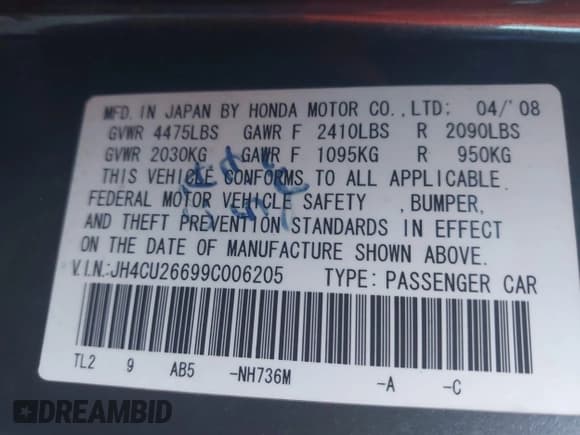 MFD. IN JAPAN BY HONDA MOTOR CO.,LTD: 04/'08
GVWR 4475LBS GAWR F 2410LBS R 2090LBS
GVWR 2030KG GAWR F 1095KG R 950KG
THIS VEHICLE CONFORMS TO ALL APPLICABLE
FEDERAL MOTOR VEHICLE SAFETY ,BUMPER,
AND THEFT PREVENTION STANDARDS IN EFFECT
ON THE DATE OF MANUFACTURE SHOWN ABOVE.
V.I.N.:JH4CU26699C006205 TYPE: PASSENGER CAR
TL2 9 AB5 -NH736M -A -C
DREAMBID